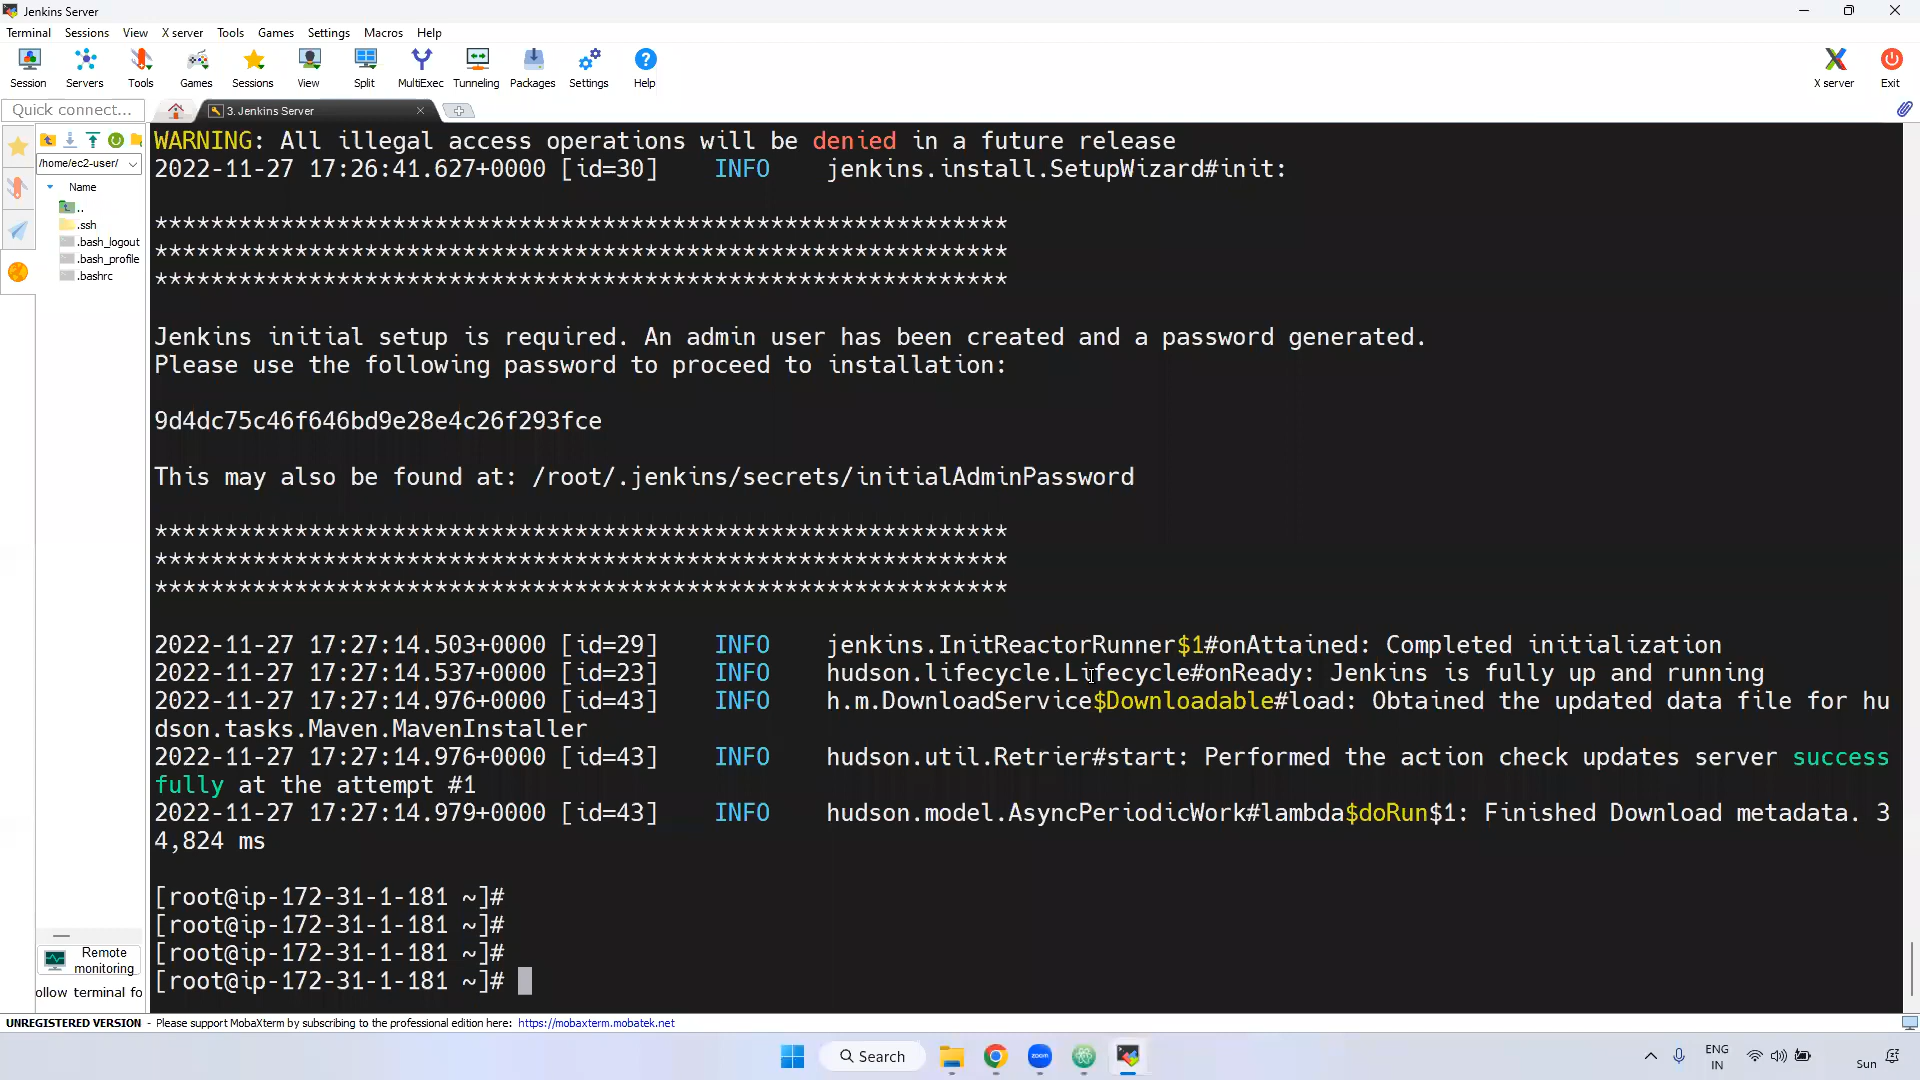 Jenkins Server
Terminal Sessions View X server Tools Games Settings Macros Help
Session Servers Tools Games Sessions View Split MultiExec Tunneling Packages Settings Help X server Exit
Quick connect... 3. Jenkins Server
/home/ec2-user/
Name
..
.ssh
.bash_logout
.bash_profile
.bashrc
WARNING: All illegal access operations will be denied in a future release
2022-11-27 17:26:41.627+0000 [id=30] INFO jenkins.install.SetupWizard#init:
*************************************************************
*************************************************************
*************************************************************
Jenkins initial setup is required. An admin user has been created and a password generated.
Please use the following password to proceed to installation:
9d4dc75c46f646bd9e28e4c26f293fce
This may also be found at: /root/.jenkins/secrets/initialAdminPassword
*************************************************************
*************************************************************
*************************************************************
2022-11-27 17:27:14.503+0000 [id=29] INFO jenkins.InitReactorRunner$1#onAttained: Completed initialization
2022-11-27 17:27:14.537+0000 [id=23] INFO hudson.lifecycle.Lifecycle#onReady: Jenkins is fully up and running
2022-11-27 17:27:14.976+0000 [id=43] INFO h.m.DownloadService$Downloadable#load: Obtained the updated data file for hu
dson.tasks.Maven.MavenInstaller
2022-11-27 17:27:14.976+0000 [id=43] INFO hudson.util.Retrier#start: Performed the action check updates server success
fully at the attempt #1
2022-11-27 17:27:14.979+0000 [id=43] INFO hudson.model.AsyncPeriodicWork#lambda$doRun$1: Finished Download metadata. 3
4,824 ms
[root@ip-172-31-1-181 ~]#
[root@ip-172-31-1-181 ~]#
[root@ip-172-31-1-181 ~]#
[root@ip-172-31-1-181 ~]#
Remote
monitoring
ollow terminal fo
UNREGISTERED VERSION - Please support MobaXterm by subscribing to the professional edition here: https://mobaxterm.mobatek.net
Search
zoom
ENG
IN
Sun